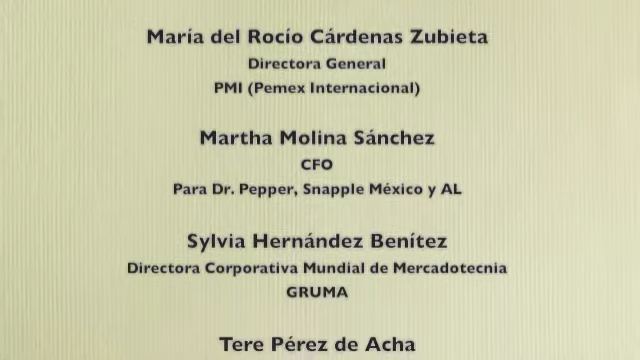 María del Rocío Cárdenas Zubieta
Directora General
PMI (Pemex Internacional)
Martha Molina Sánchez
CFO
Para Dr. Pepper, Snapple México y AL
Sylvia Hernández Benítez
Directora Corporativa Mundial de Mercadotecnia
GRUMA
Tere Pérez de Acha